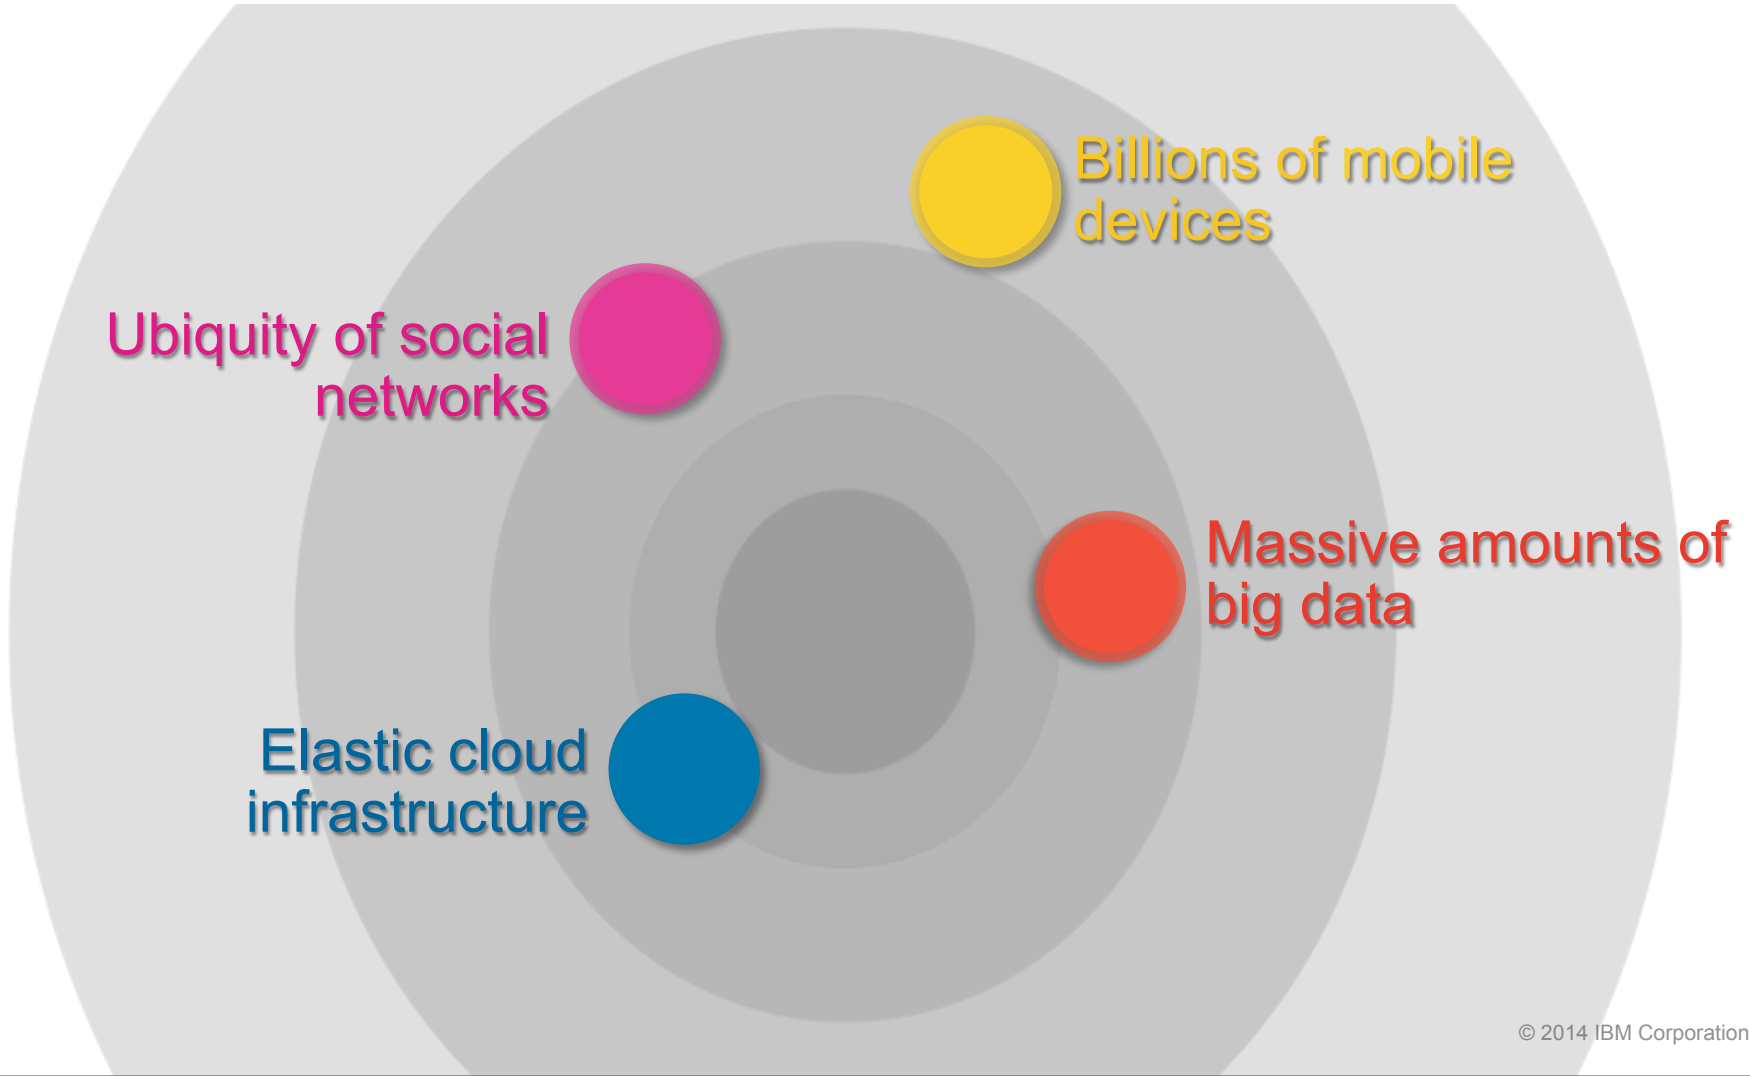 Billions of mobile
devices
Ubiquity of social
networks
Massive amounts of
big data
Elastic cloud
infrastructure
© 2014 IBM Corporation